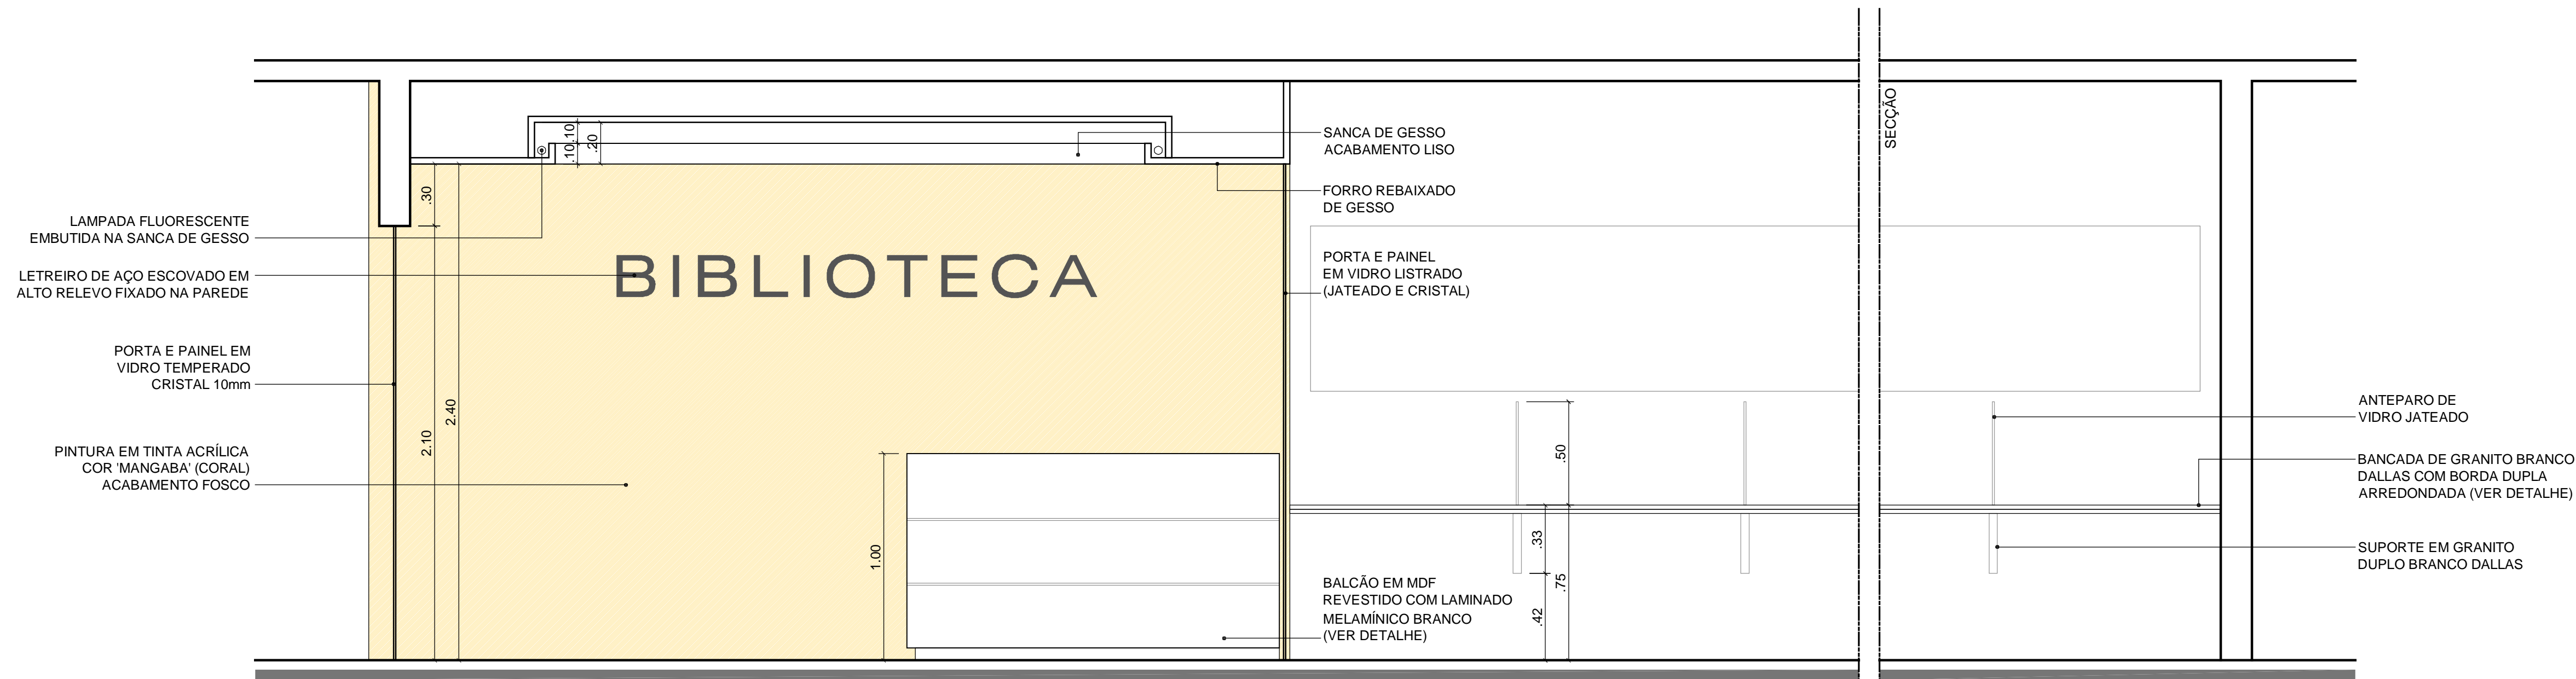 SECÇÃO
.10
.10
.20
.30
2.10
2.40
LAMPADA FLUORESCENTE
EMBUTIDA NA SANCA DE GESSO
LETREIRO DE AÇO ESCOVADO EM
ALTO RELEVO FIXADO NA PAREDE
PORTA E PAINEL EM
VIDRO TEMPERADO
CRISTAL 10mm
PINTURA EM TINTA ACRÍLICA
COR 'MANGABA' (CORAL)
ACABAMENTO FOSCO
BIBLIOTECA
1.00
SANCA DE GESSO
ACABAMENTO LISO
FORRO REBAIXADO
DE GESSO
PORTA E PAINEL
EM VIDRO LISTRADO
(JATEADO E CRISTAL)
BALCÃO EM MDF
REVESTIDO COM LAMINADO
MELAMÍNICO BRANCO
(VER DETALHE)
.50
.33
.75
.42
ANTEPARO DE
VIDRO JATEADO
BANCADA DE GRANITO BRANCO
DALLAS COM BORDA DUPLA
ARREDONDADA (VER DETALHE)
SUPORTE EM GRANITO
DUPLO BRANCO DALLAS